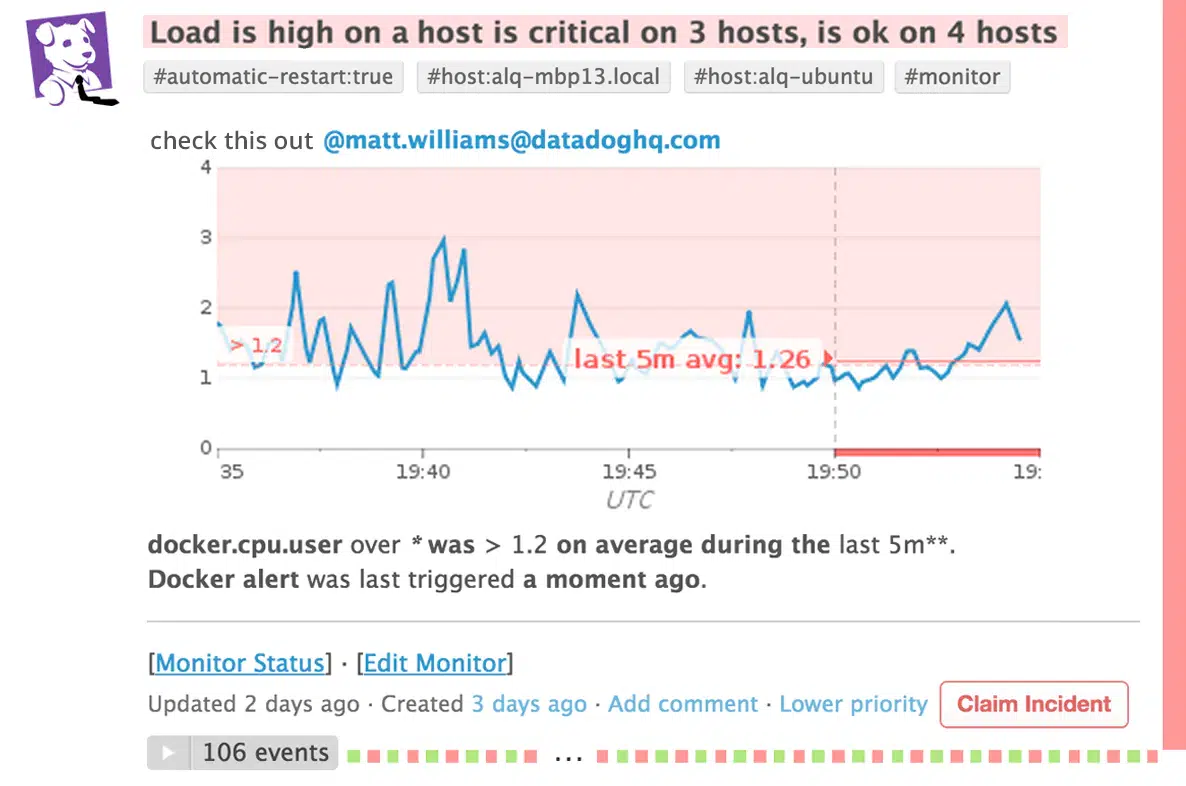 Load is high on a host is critical on 3 hosts, is ok on 4 hosts
#automatic-restart:true #host:alq-mbp13.local #host:alq-ubuntu #monitor
check this out @matt.williams@datadoghq.com
4
3
2
> 1.2
last 5m avg: 1.26
1
0
35 19:40 19:45 19:50 19:
UTC
docker.cpu.user over * was > 1.2 on average during the last 5m**.
Docker alert was last triggered a moment ago.
[Monitor Status] · [Edit Monitor]
Updated 2 days ago · Created 3 days ago · Add comment · Lower priority Claim Incident
106 events ...